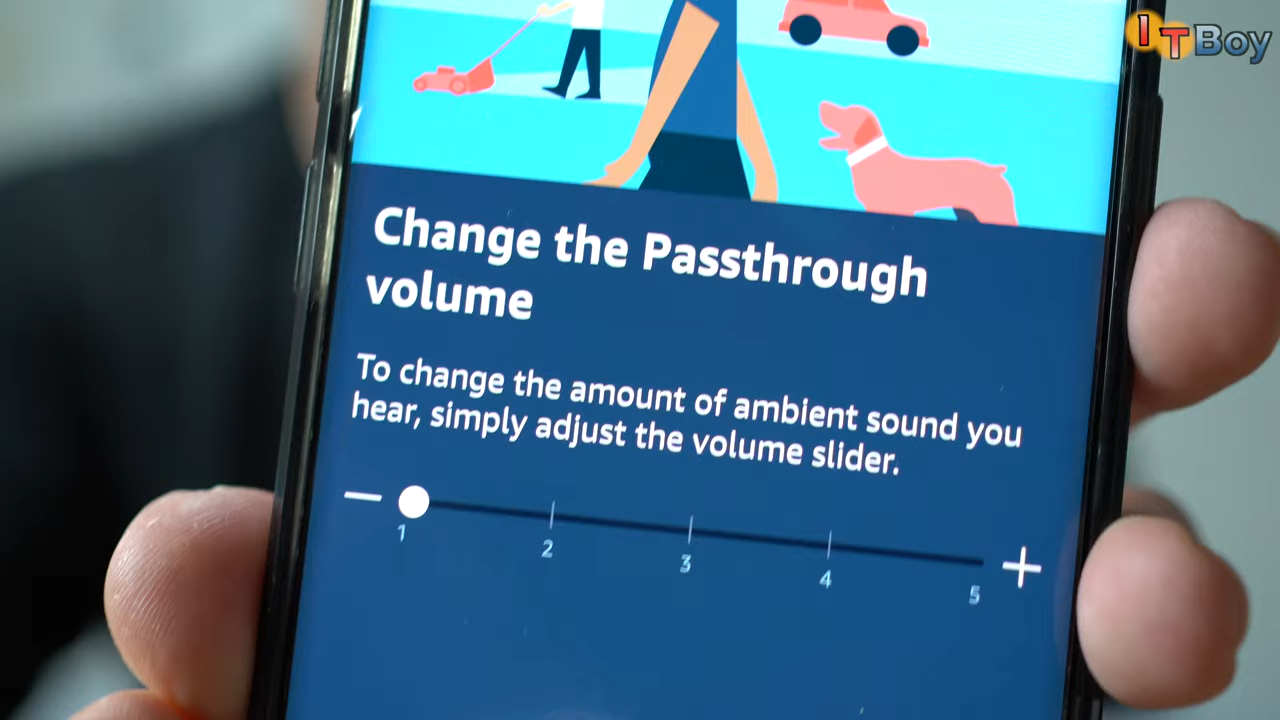 ITBoy
Change the Passthrough
volume
To change the amount of ambient sound you
hear, simply adjust the volume slider.
1 2 3 4 5